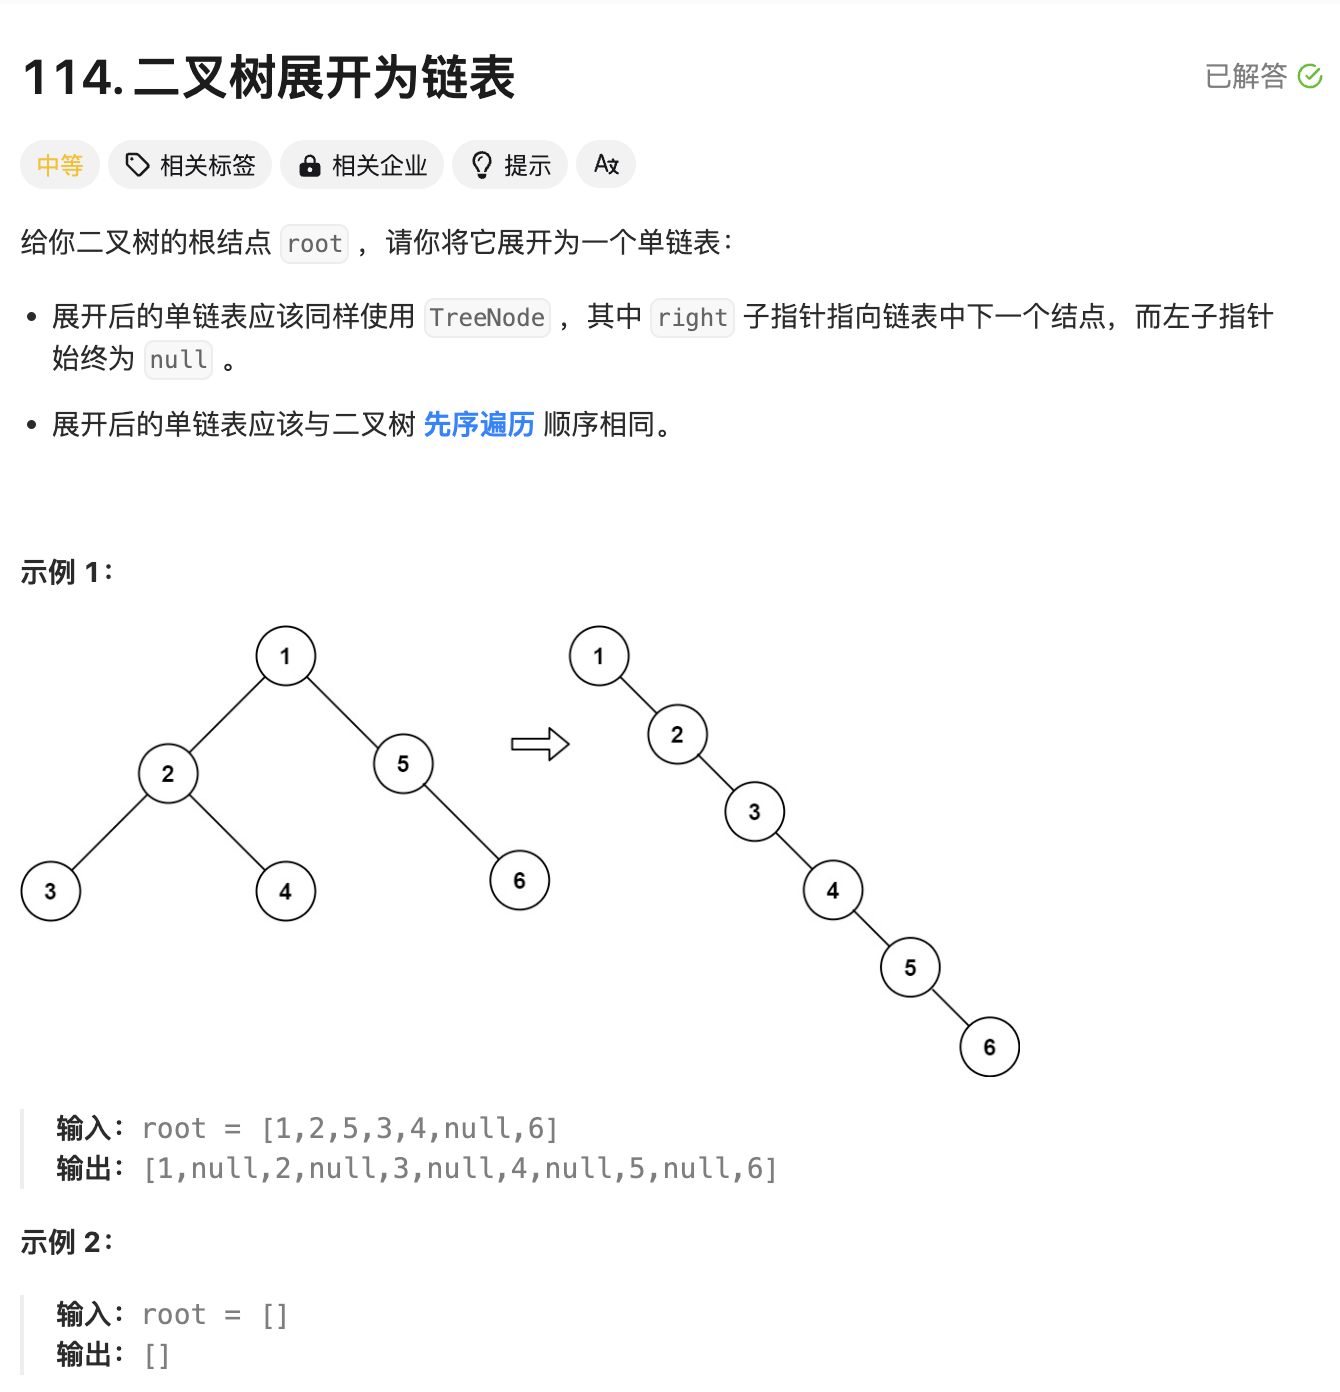 114. 二叉树展开为链表
已解答
中等 相关标签 相关企业 提示
给你二叉树的根结点 root ，请你将它展开为一个单链表：
展开后的单链表应该同样使用 TreeNode ，其中 right 子指针指向链表中下一个结点，而左子指针
始终为 null 。
展开后的单链表应该与二叉树 先序遍历 顺序相同。
示例 1：
1
2
5
3
4
6
1
2
3
4
5
6
输入：root = [1,2,5,3,4,null,6]
输出：[1,null,2,null,3,null,4,null,5,null,6]
示例 2：
输入：root = []
输出：[]